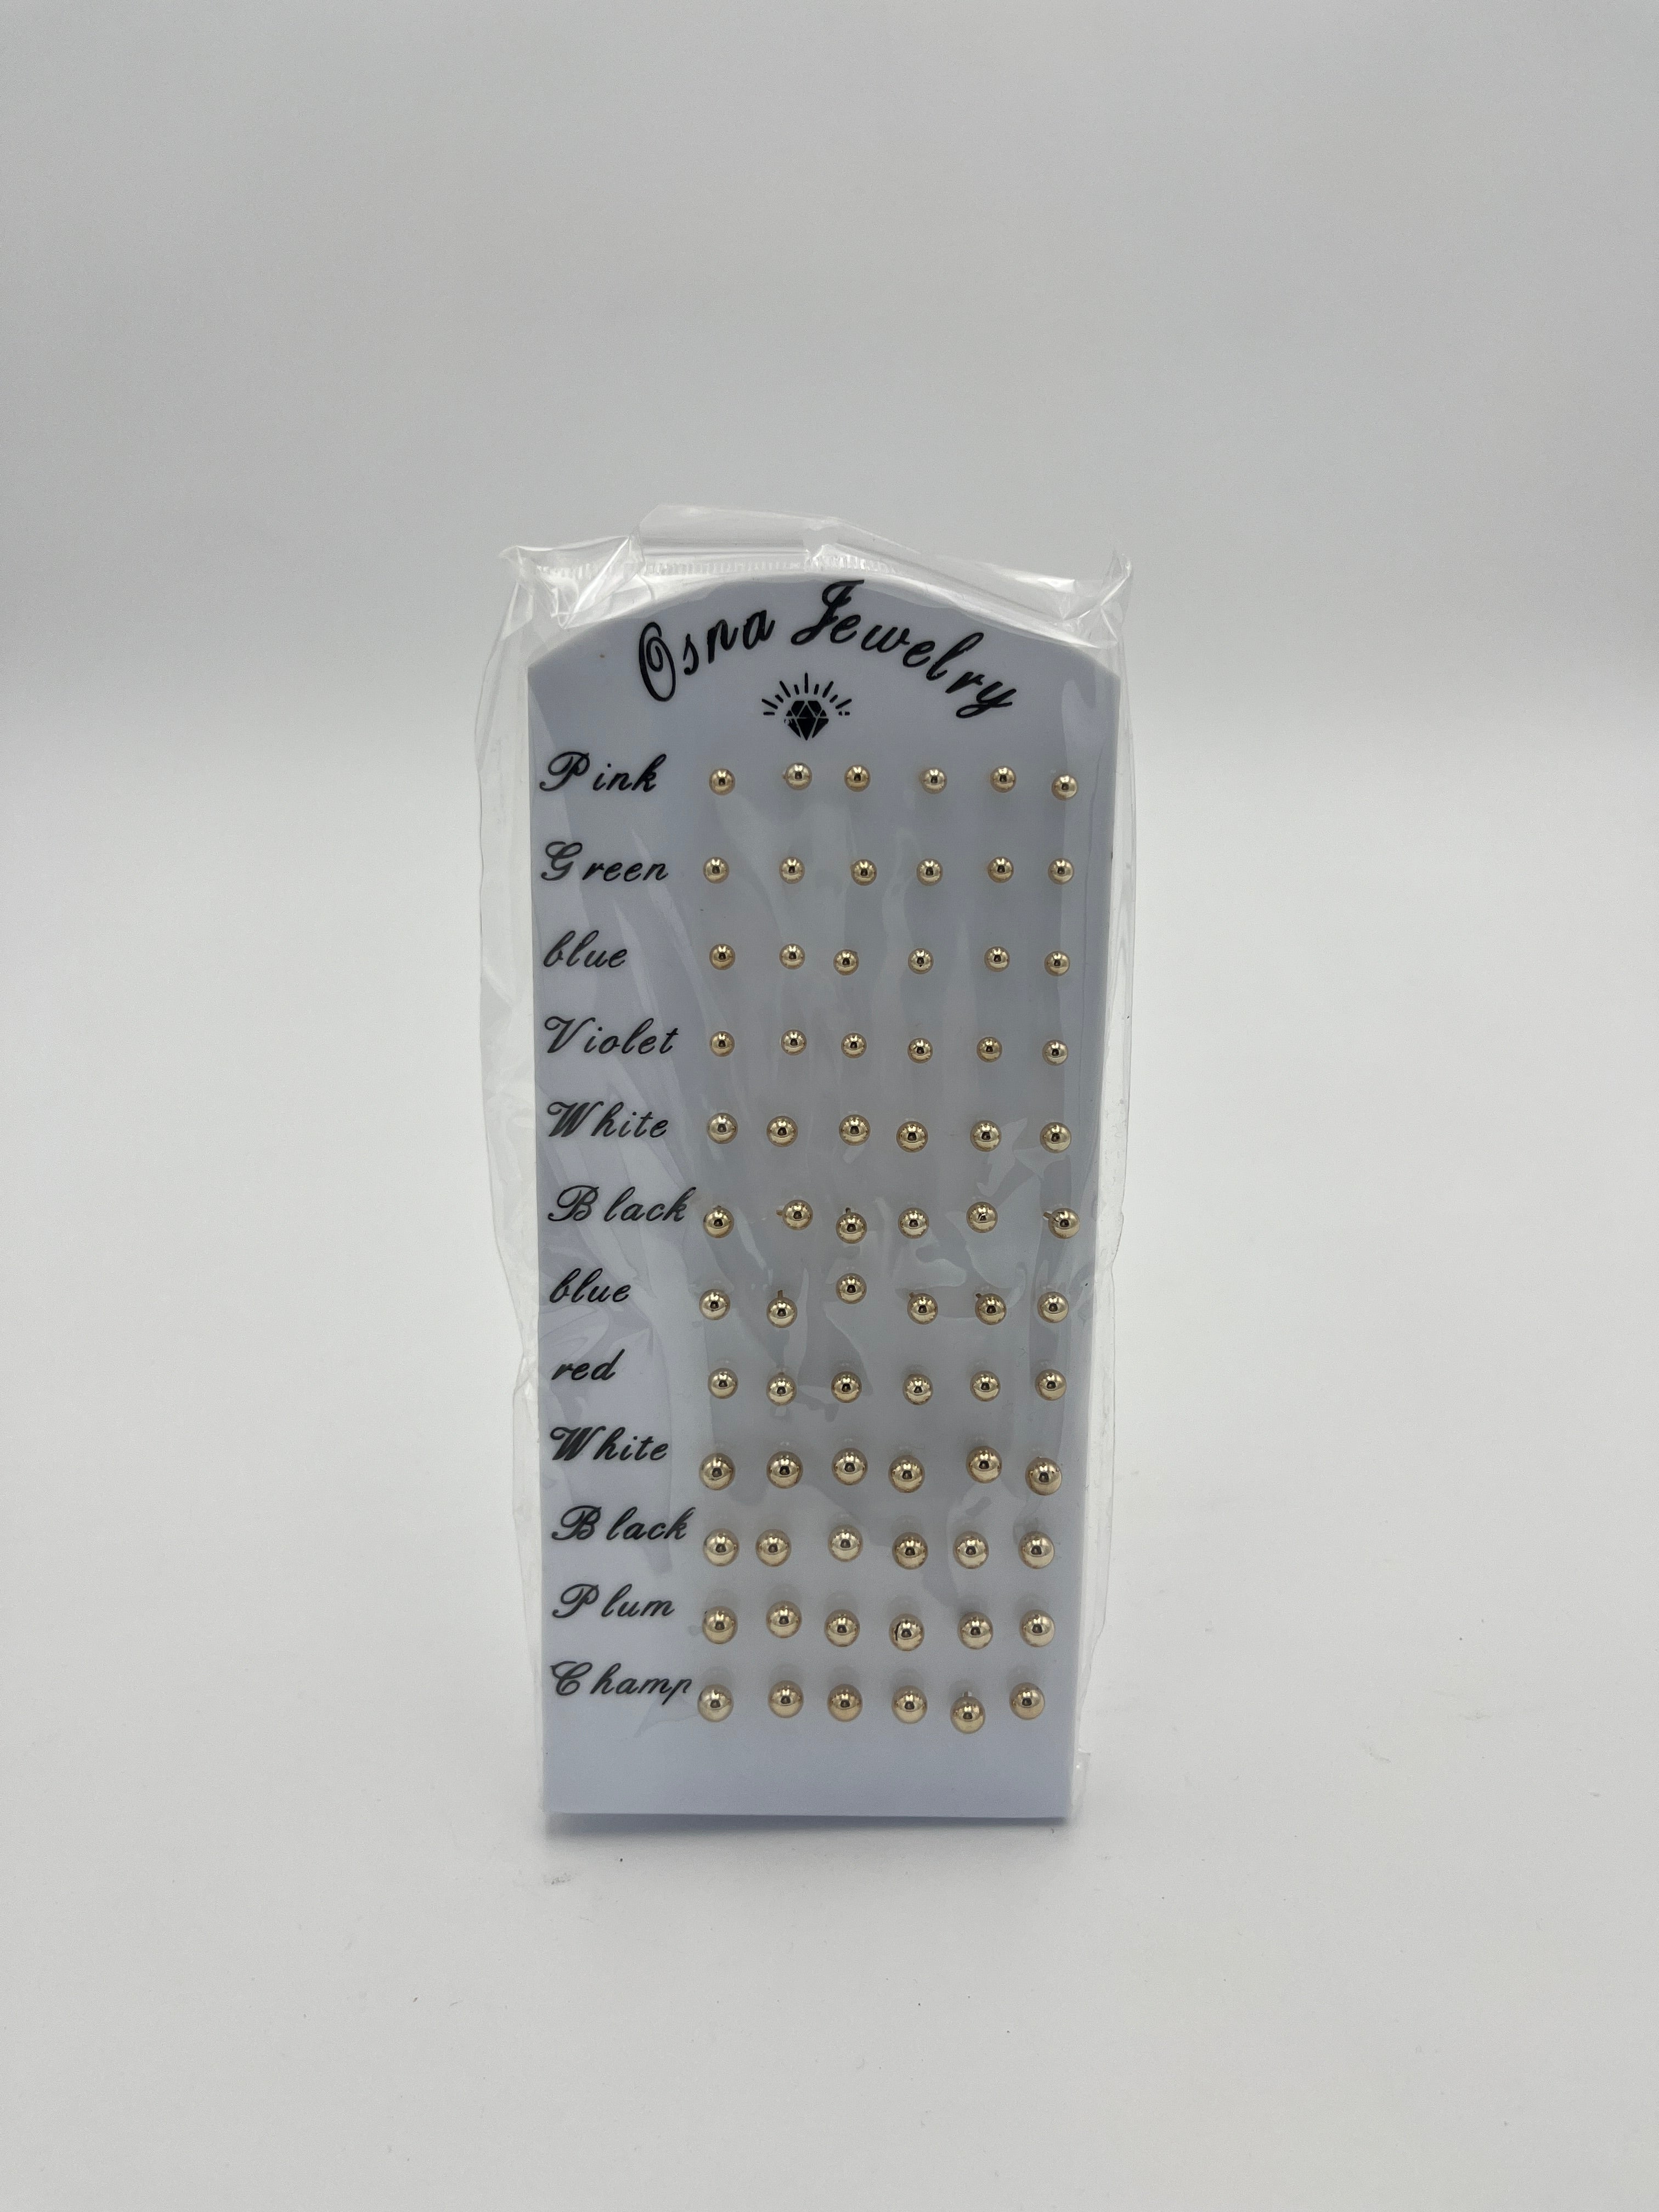 Osna Jewelry
Pink
Green
blue
Violet
White
Black
blue
red
White
Black
Plum
Champ